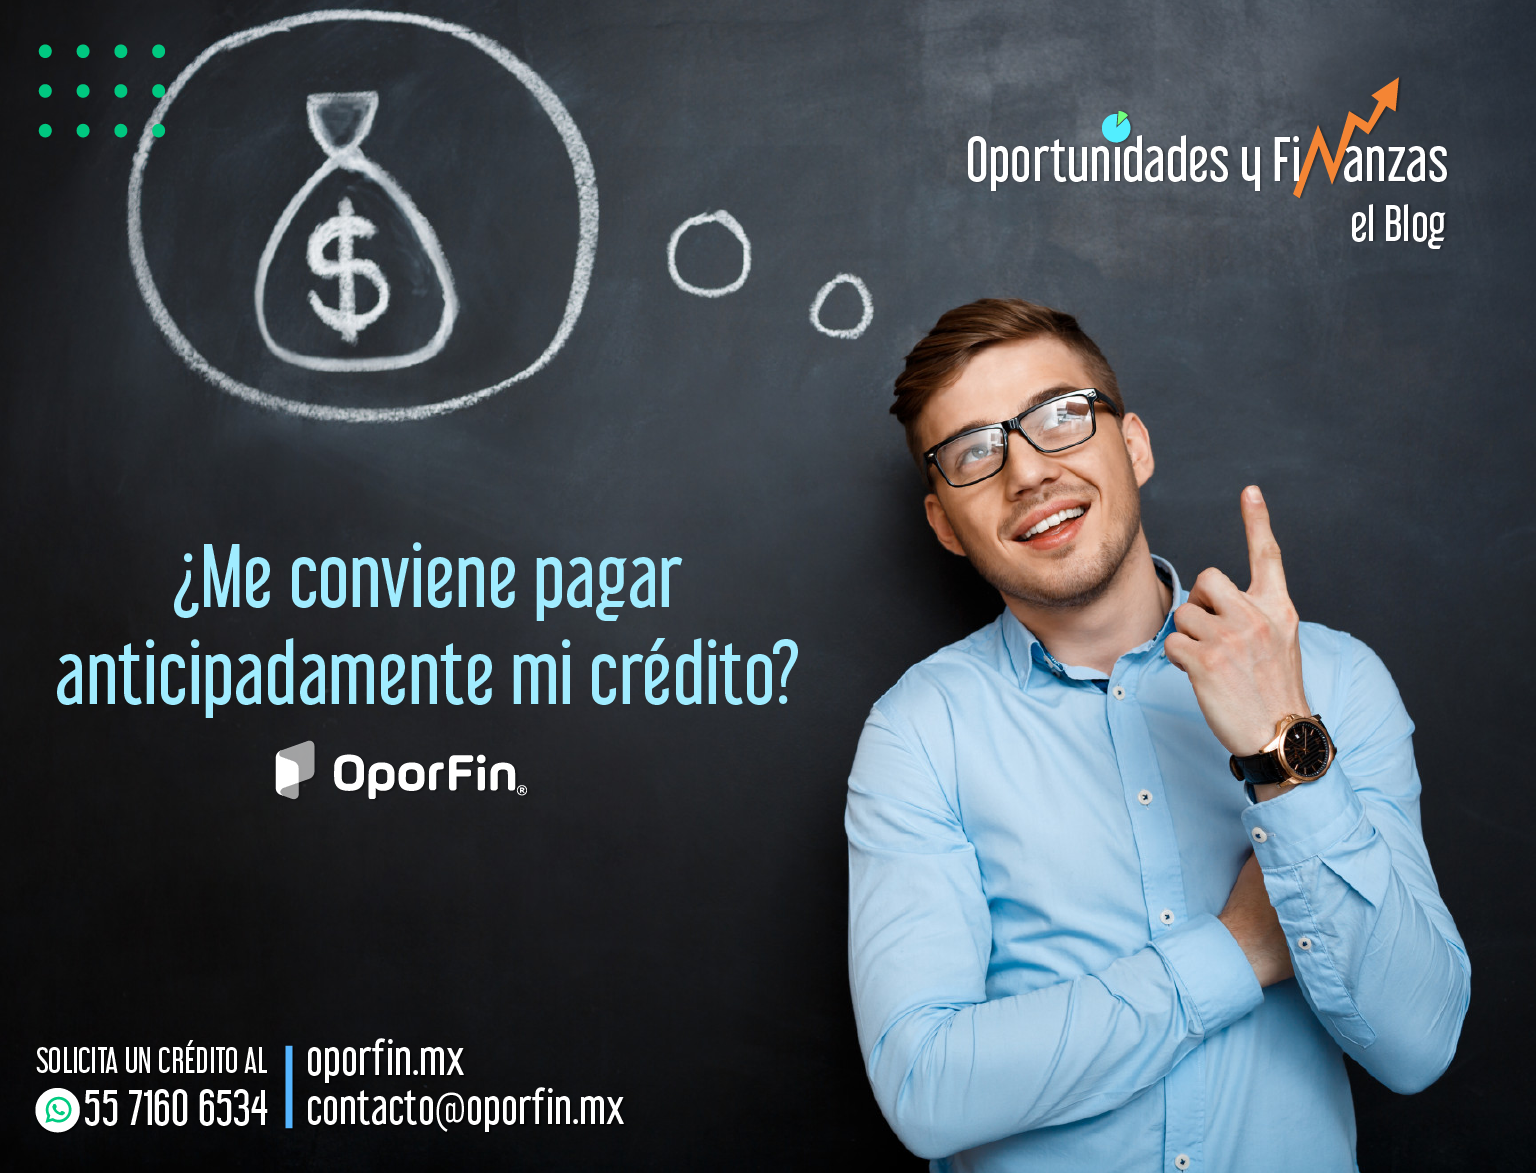 $
Oportunidades y Finanzas
el Blog
¿Me conviene pagar
anticipadamente mi crédito?
OporFin®
SOLICITA UN CRÉDITO AL
55 7160 6534
oporfin.mx
contacto@oporfin.mx